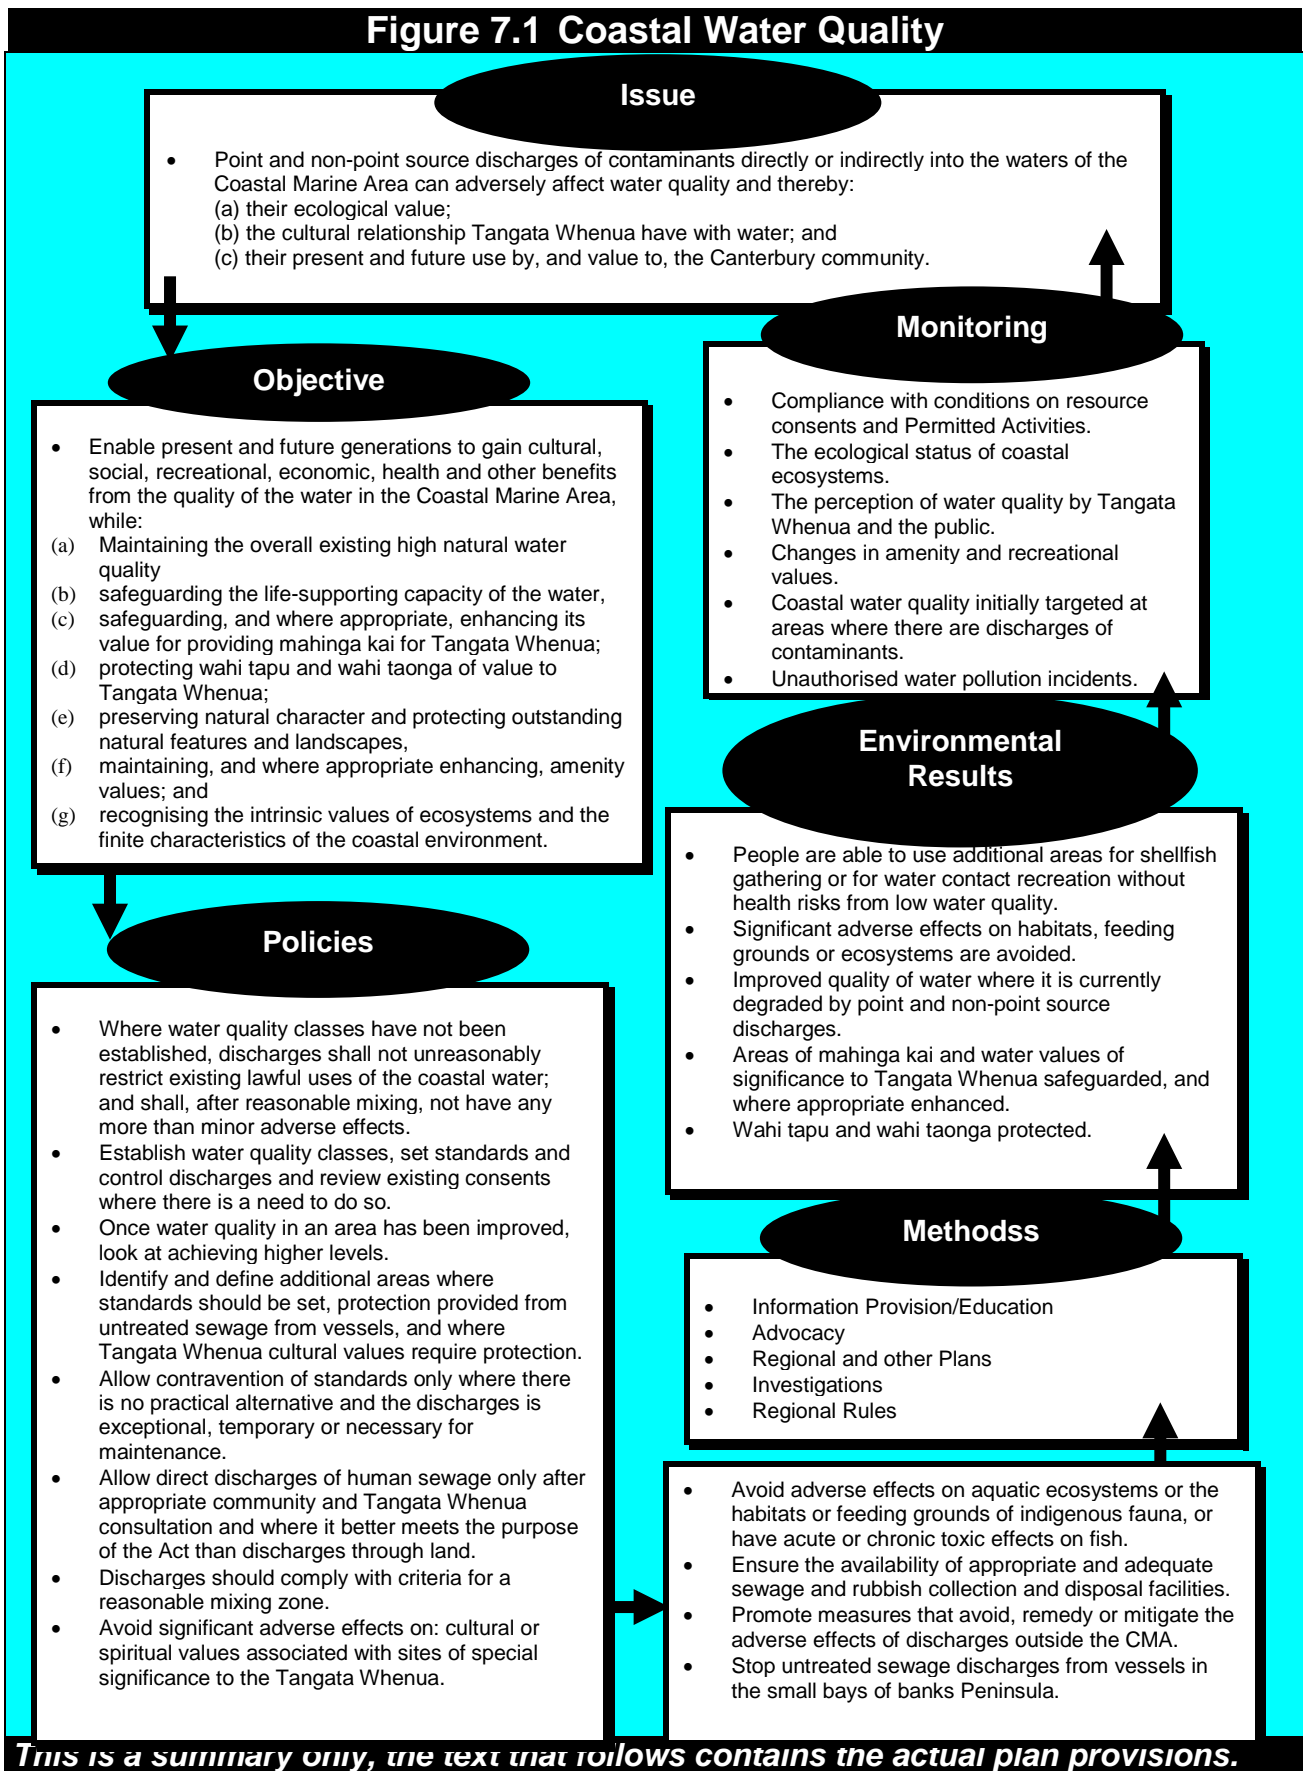 Figure 7.1 Coastal Water Quality
Issue
• Point and non-point source discharges of contaminants directly or indirectly into the waters of the
Coastal Marine Area can adversely affect water quality and thereby:
(a) their ecological value;
(b) the cultural relationship Tangata Whenua have with water; and
(c) their present and future use by, and value to, the Canterbury community.
Objective
• Enable present and future generations to gain cultural,
social, recreational, economic, health and other benefits
from the quality of the water in the Coastal Marine Area,
while:
(a) Maintaining the overall existing high natural water
quality
(b) safeguarding the life-supporting capacity of the water,
(c) safeguarding, and where appropriate, enhancing its
value for providing mahinga kai for Tangata Whenua;
(d) protecting wahi tapu and wahi taonga of value to
Tangata Whenua;
(e) preserving natural character and protecting outstanding
natural features and landscapes,
(f) maintaining, and where appropriate enhancing, amenity
values; and
(g) recognising the intrinsic values of ecosystems and the
finite characteristics of the coastal environment.
Policies
• Where water quality classes have not been
established, discharges shall not unreasonably
restrict existing lawful uses of the coastal water;
and shall, after reasonable mixing, not have any
more than minor adverse effects.
• Establish water quality classes, set standards and
control discharges and review existing consents
where there is a need to do so.
• Once water quality in an area has been improved,
look at achieving higher levels.
• Identify and define additional areas where
standards should be set, protection provided from
untreated sewage from vessels, and where
Tangata Whenua cultural values require protection.
• Allow contravention of standards only where there
is no practical alternative and the discharges is
exceptional, temporary or necessary for
maintenance.
• Allow direct discharges of human sewage only after
appropriate community and Tangata Whenua
consultation and where it better meets the purpose
of the Act than discharges through land.
• Discharges should comply with criteria for a
reasonable mixing zone.
• Avoid significant adverse effects on: cultural or
spiritual values associated with sites of special
significance to the Tangata Whenua.
• Avoid adverse effects on aquatic ecosystems or the
habitats or feeding grounds of indigenous fauna, or
have acute or chronic toxic effects on fish.
• Ensure the availability of appropriate and adequate
sewage and rubbish collection and disposal facilities.
• Promote measures that avoid, remedy or mitigate the
adverse effects of discharges outside the CMA.
• Stop untreated sewage discharges from vessels in
the small bays of banks Peninsula.
Methodss
• Information Provision/Education
• Advocacy
• Regional and other Plans
• Investigations
• Regional Rules
Environmental
Results
• People are able to use additional areas for shellfish
gathering or for water contact recreation without
health risks from low water quality.
• Significant adverse effects on habitats, feeding
grounds or ecosystems are avoided.
• Improved quality of water where it is currently
degraded by point and non-point source
discharges.
• Areas of mahinga kai and water values of
significance to Tangata Whenua safeguarded, and
where appropriate enhanced.
• Wahi tapu and wahi taonga protected.
Monitoring
• Compliance with conditions on resource
consents and Permitted Activities.
• The ecological status of coastal
ecosystems.
• The perception of water quality by Tangata
Whenua and the public.
• Changes in amenity and recreational
values.
• Coastal water quality initially targeted at
areas where there are discharges of
contaminants.
• Unauthorised water pollution incidents.
This is a summary only, the text that follows contains the actual plan provisions.